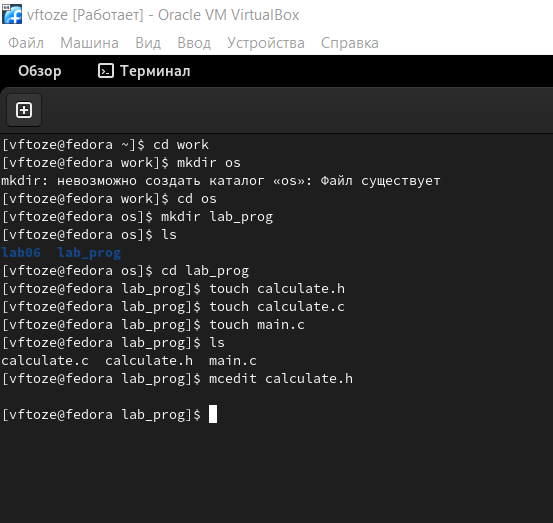 vftoze [Работает] - Oracle VM VirtualBox
Файл Машина Вид Ввод Устройства Справка
Обзор Терминал
[vftoze@fedora ~]$ cd work
[vftoze@fedora work]$ mkdir os
mkdir: невозможно создать каталог «os»: Файл существует
[vftoze@fedora work]$ cd os
[vftoze@fedora os]$ mkdir lab_prog
[vftoze@fedora os]$ ls
lab06  lab_prog
[vftoze@fedora os]$ cd lab_prog
[vftoze@fedora lab_prog]$ touch calculate.h
[vftoze@fedora lab_prog]$ touch calculate.c
[vftoze@fedora lab_prog]$ touch main.c
[vftoze@fedora lab_prog]$ ls
calculate.c  calculate.h  main.c
[vftoze@fedora lab_prog]$ mcedit calculate.h
[vftoze@fedora lab_prog]$